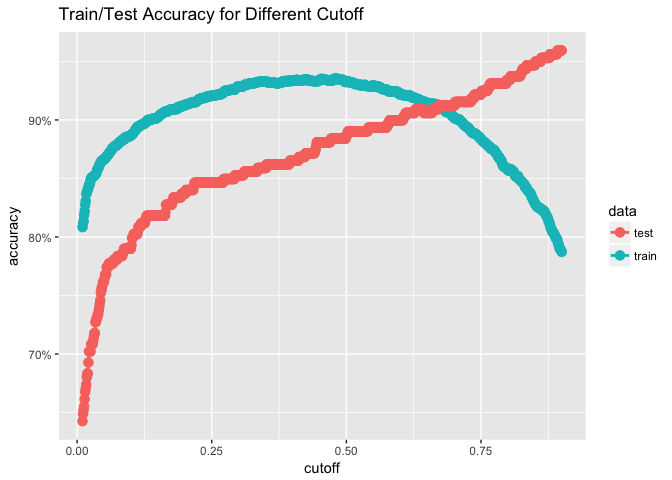 Train/Test Accuracy for Different Cutoff
90%
80%
70%
accuracy
0.00
0.25
0.50
0.75
cutoff
data
test
train